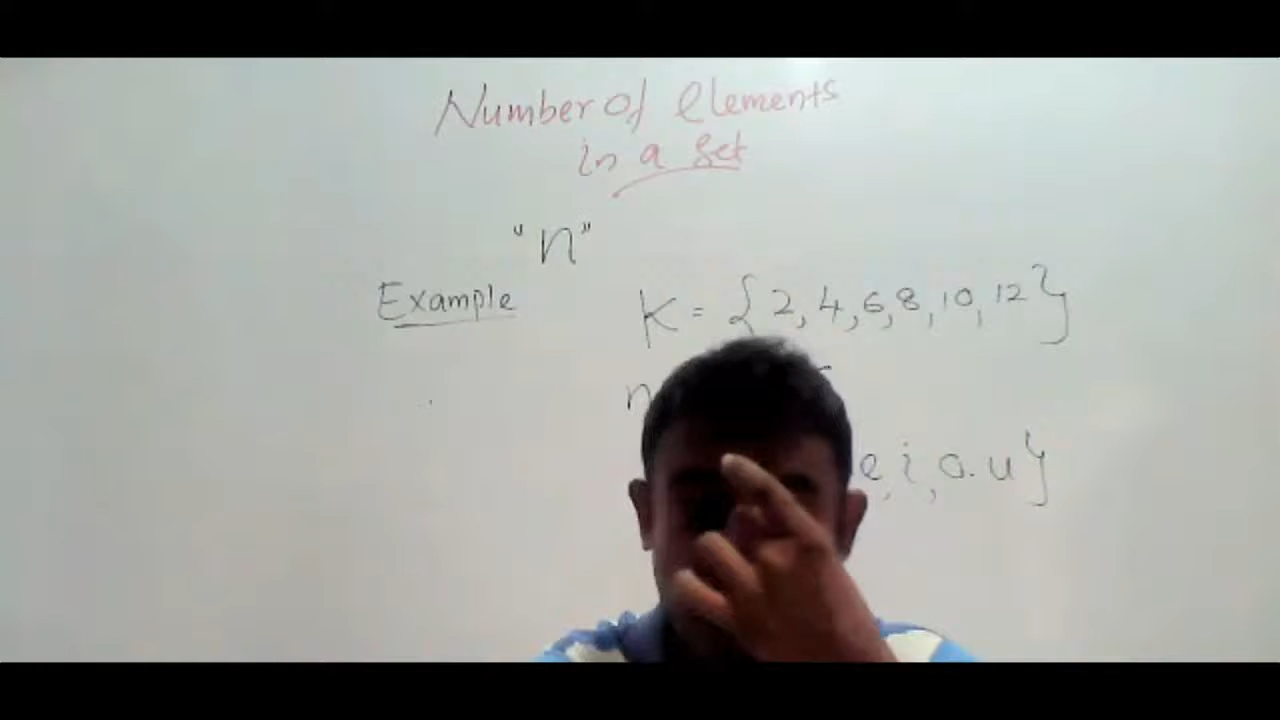 Number of elements
in a set
"n"
Example
K = {2, 4, 6, 8, 10, 12}
n
e, i, o. u}